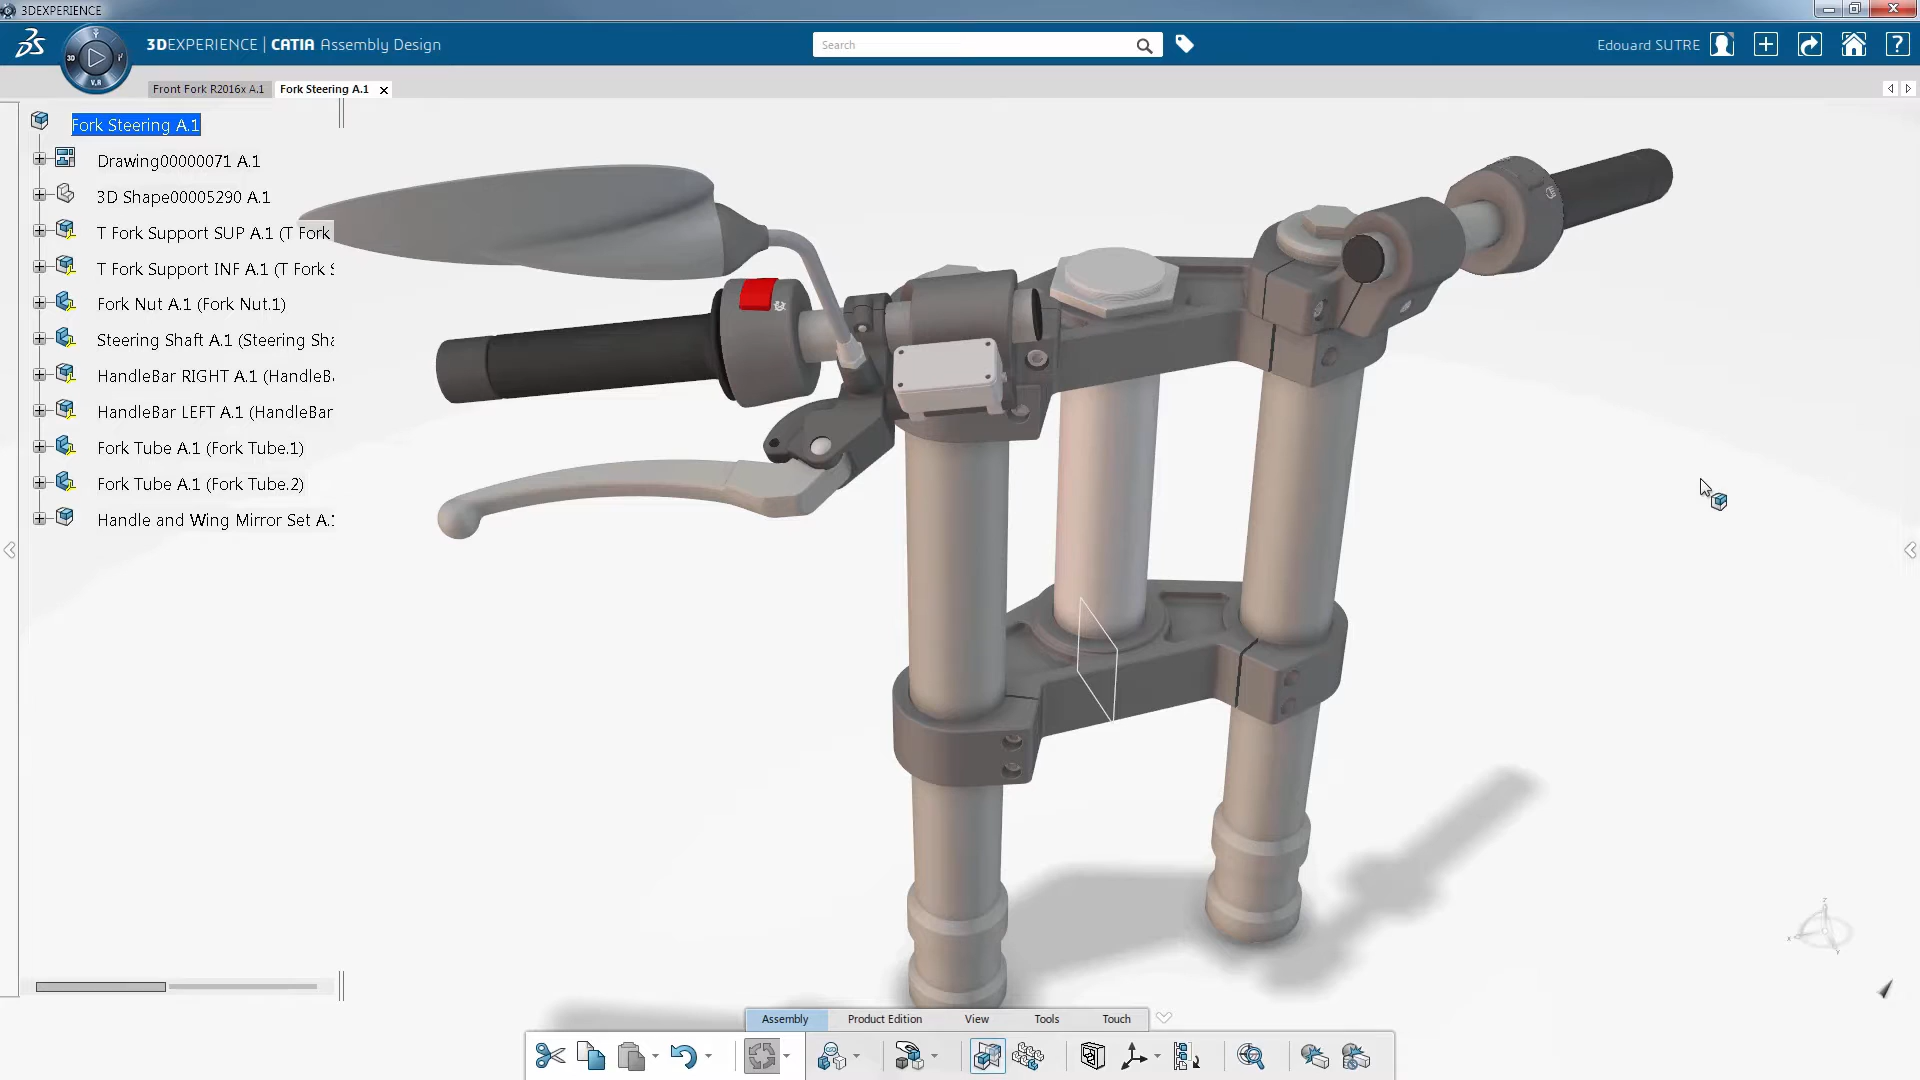 3DEXPERIENCE
3DEXPERIENCE | CATIA Assembly Design
3D
V.R
Search
Edouard SUTRE
?
Front Fork R2016x A.1
Fork Steering A.1
Fork Steering A.1
Drawing00000071 A.1
3D Shape00005290 A.1
T Fork Support SUP A.1 (T Fork
T Fork Support INF A.1 (T Fork S
Fork Nut A.1 (Fork Nut.1)
Steering Shaft A.1 (Steering Sha
HandleBar RIGHT A.1 (HandleBa
HandleBar LEFT A.1 (HandleBar
Fork Tube A.1 (Fork Tube.1)
Fork Tube A.1 (Fork Tube.2)
Handle and Wing Mirror Set A.1
Z
X
Y
Assembly
Product Edition
View
Tools
Touch